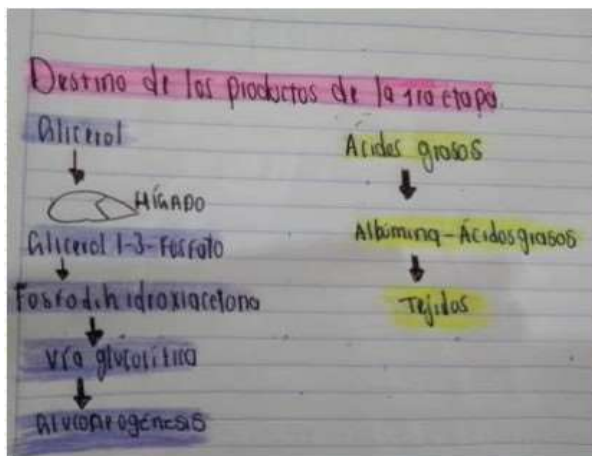 Destino de los productos de la 1ra etapa.
Glicerol
HÍGADO
Glicerol 1-3-Fosfato
Fosfodihidroxiacetona
Vía glucolítica
Gluconeogénesis
Ácidos grasos
Albúmina-Ácidos grasos
Tejidos